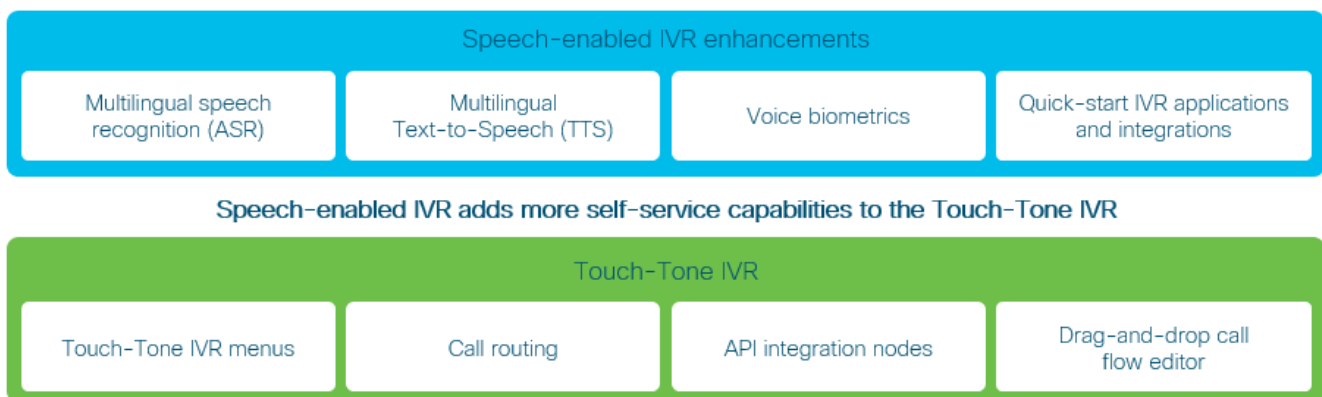 Speech-enabled IVR enhancements
Multilingual speech
recognition (ASR)
Multilingual
Text-to-Speech (TTS)
Voice biometrics
Quick-start IVR applications
and integrations
Speech-enabled IVR adds more self-service capabilities to the Touch-Tone IVR
Touch-Tone IVR
Touch-Tone IVR menus
Call routing
API integration nodes
Drag-and-drop call
flow editor